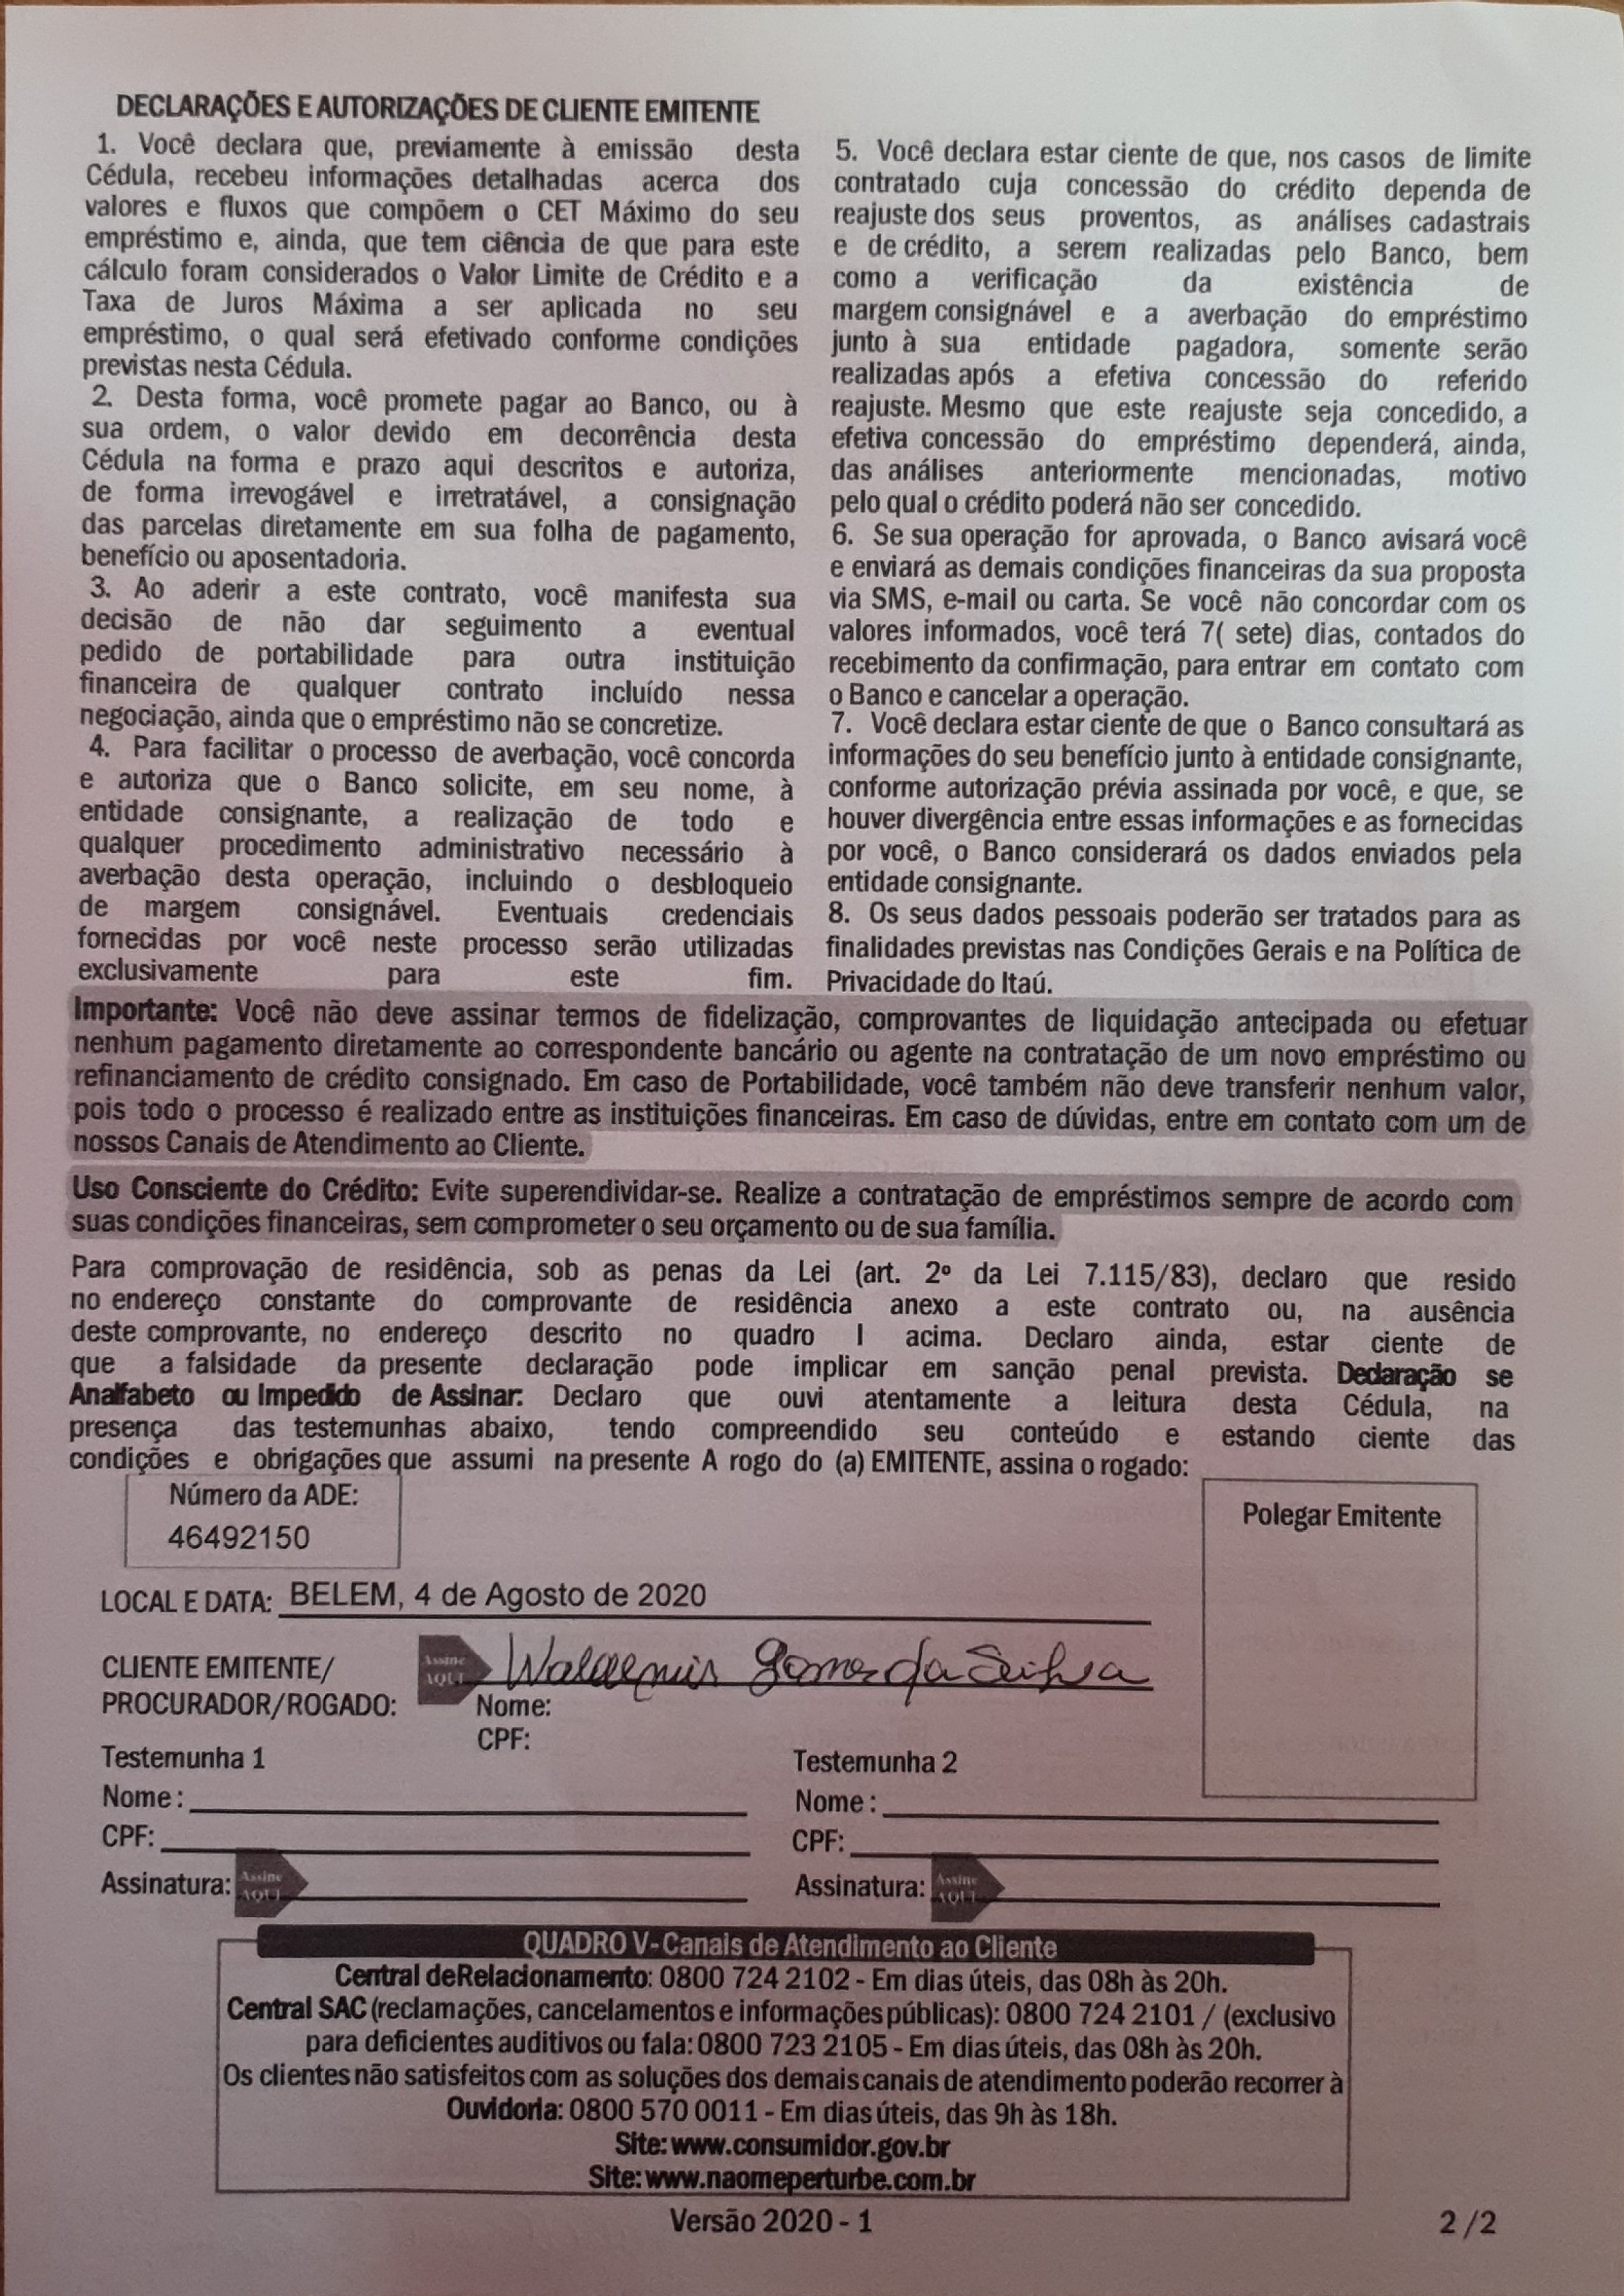 DECLARAÇÕES E AUTORIZAÇÕES DE CLIENTE EMITENTE
1. Você declara que, previamente à emissão desta
Cédula, recebeu informações detalhadas acerca dos
valores e fluxos que compõem o CET Máximo do seu
empréstimo e, ainda, que tem ciência de que para este
cálculo foram considerados o Valor Limite de Crédito e a
Taxa de Juros Máxima a ser aplicada no seu
empréstimo, o qual será efetivado conforme condições
previstas nesta Cédula.
2. Desta forma, você promete pagar ao Banco, ou à
sua ordem, o valor devido em decorrência desta
Cédula na forma e prazo aqui descritos e autoriza,
de forma irrevogável e irretratável, a consignação
das parcelas diretamente em sua folha de pagamento,
benefício ou aposentadoria.
3. Ao aderir a este contrato, você manifesta sua
decisão de não dar seguimento a eventual
pedido de portabilidade para outra instituição
financeira de qualquer contrato incluído nessa
negociação, ainda que o empréstimo não se concretize.
4. Para facilitar o processo de averbação, você concorda
e autoriza que o Banco solicite, em seu nome, à
entidade consignante, a realização de todo e
qualquer procedimento administrativo necessário à
averbação desta operação, incluindo o desbloqueio
de margem consignável. Eventuais credenciais
fornecidas por você neste processo serão utilizadas
exclusivamente para este fim.
5. Você declara estar ciente de que, nos casos de limite
contratado cuja concessão do crédito dependa de
reajuste dos seus proventos, as análises cadastrais
e de crédito, a serem realizadas pelo Banco, bem
como a verificação da existência de
margem consignável e a averbação do empréstimo
junto à sua entidade pagadora, somente serão
realizadas após a efetiva concessão do referido
reajuste. Mesmo que este reajuste seja concedido, a
efetiva concessão do empréstimo dependerá, ainda,
das análises anteriormente mencionadas, motivo
pelo qual o crédito poderá não ser concedido.
6. Se sua operação for aprovada, o Banco avisará você
e enviará as demais condições financeiras da sua proposta
via SMS, e-mail ou carta. Se você não concordar com os
valores informados, você terá 7( sete) dias, contados do
recebimento da confirmação, para entrar em contato com
o Banco e cancelar a operação.
7. Você declara estar ciente de que o Banco consultará as
informações do seu benefício junto à entidade consignante,
conforme autorização prévia assinada por você, e que, se
houver divergência entre essas informações e as fornecidas
por você, o Banco considerará os dados enviados pela
entidade consignante.
8. Os seus dados pessoais poderão ser tratados para as
finalidades previstas nas Condições Gerais e na Política de
Privacidade do Itaú.
Importante: Você não deve assinar termos de fidelização, comprovantes de liquidação antecipada ou efetuar
nenhum pagamento diretamente ao correspondente bancário ou agente na contratação de um novo empréstimo ou
refinanciamento de crédito consignado. Em caso de Portabilidade, você também não deve transferir nenhum valor,
pois todo o processo é realizado entre as instituições financeiras. Em caso de dúvidas, entre em contato com um de
nossos Canais de Atendimento ao Cliente.
Uso Consciente do Crédito: Evite superendividar-se. Realize a contratação de empréstimos sempre de acordo com
suas condições financeiras, sem comprometer o seu orçamento ou de sua família.
Para comprovação de residência, sob as penas da Lei (art. 2º da Lei 7.115/83), declaro que resido
no endereço constante do comprovante de residência anexo a este contrato ou, na ausência
deste comprovante, no endereço descrito no quadro I acima. Declaro ainda, estar ciente de
que a falsidade da presente declaração pode implicar em sanção penal prevista. Declaração se
Analfabeto ou Impedido de Assinar: Declaro que ouvi atentamente a leitura desta Cédula, na
presença das testemunhas abaixo, tendo compreendido seu conteúdo e estando ciente das
condições e obrigações que assumi na presente A rogo do (a) EMITENTE, assina o rogado:
Número da ADE:
46492150
Polegar Emitente
LOCAL E DATA: BELEM, 4 de Agosto de 2020
CLIENTE EMITENTE/
PROCURADOR/ROGADO:
Assine
AQUI
Waldemir Gomes da Silva
Nome:
CPF:
Testemunha 1
Nome:
CPF:
Assinatura: Assine
AQUI
Testemunha 2
Nome:
CPF:
Assinatura: Assine
AQUI
QUADRO V-Canais de Atendimento ao Cliente
Central deRelacionamento: 0800 724 2102 - Em dias úteis, das 08h às 20h.
Central SAC (reclamações, cancelamentos e informações públicas): 0800 724 2101 / (exclusivo
para deficientes auditivos ou fala: 0800 723 2105 - Em dias úteis, das 08h às 20h.
Os clientes não satisfeitos com as soluções dos demais canais de atendimento poderão recorrer à
Ouvidoria: 0800 570 0011 - Em dias úteis, das 9h às 18h.
Site: www.consumidor.gov.br
Site: www.naomeperturbe.com.br
Versão 2020 - 1
2 /2